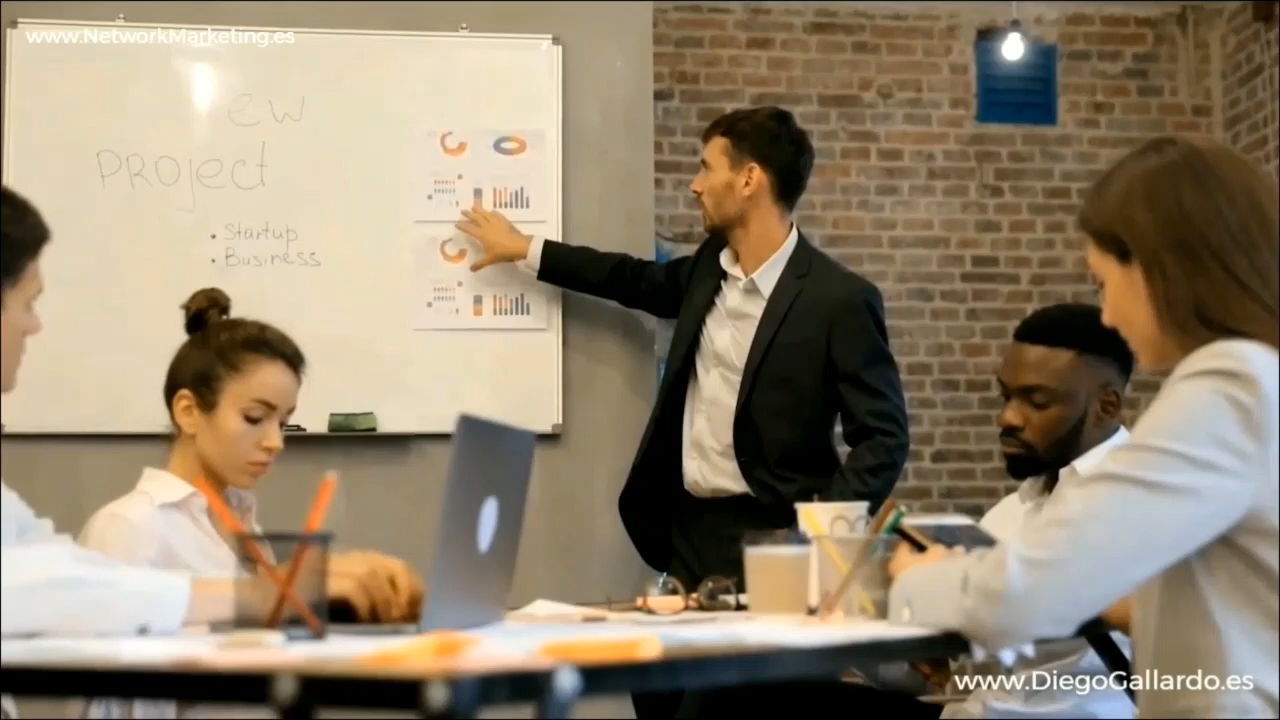 www.NetworkMarketing.es
ew
PROject
• Startup
• Business
www.DiegoGallardo.es